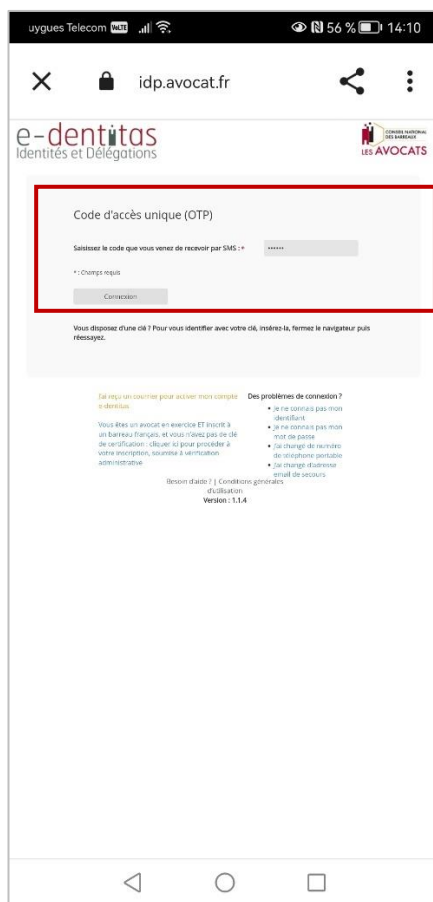 uygues Telecom VoLTE 56 % 14:10
idp.avocat.fr
e-dentitas
Identités et Délégations
CONSEIL NATIONAL
DES BARREAUX
LES AVOCATS
Code d'accès unique (OTP)
Saisissez le code que vous venez de recevoir par SMS : * ••••••
* : Champs requis
Connexion
Vous disposez d'une clé ? Pour vous identifier avec votre clé, insérez-la, fermez le navigateur puis
réessayez.
J'ai reçu un courrier pour activer mon compte
e-dentitas
Vous êtes un avocat en exercice ET inscrit à
un barreau français, et vous n'avez pas de clé
de certification : cliquer ici pour procéder à
votre inscription, soumise à vérification
administrative
Des problèmes de connexion ?
• Je ne connais pas mon
identifiant
• Je ne connais pas mon
mot de passe
• J'ai changé de numéro
de téléphone portable
• J'ai changé d'adresse
email de secours
Besoin d'aide ? | Conditions générales
d'utilisation
Version : 1.1.4